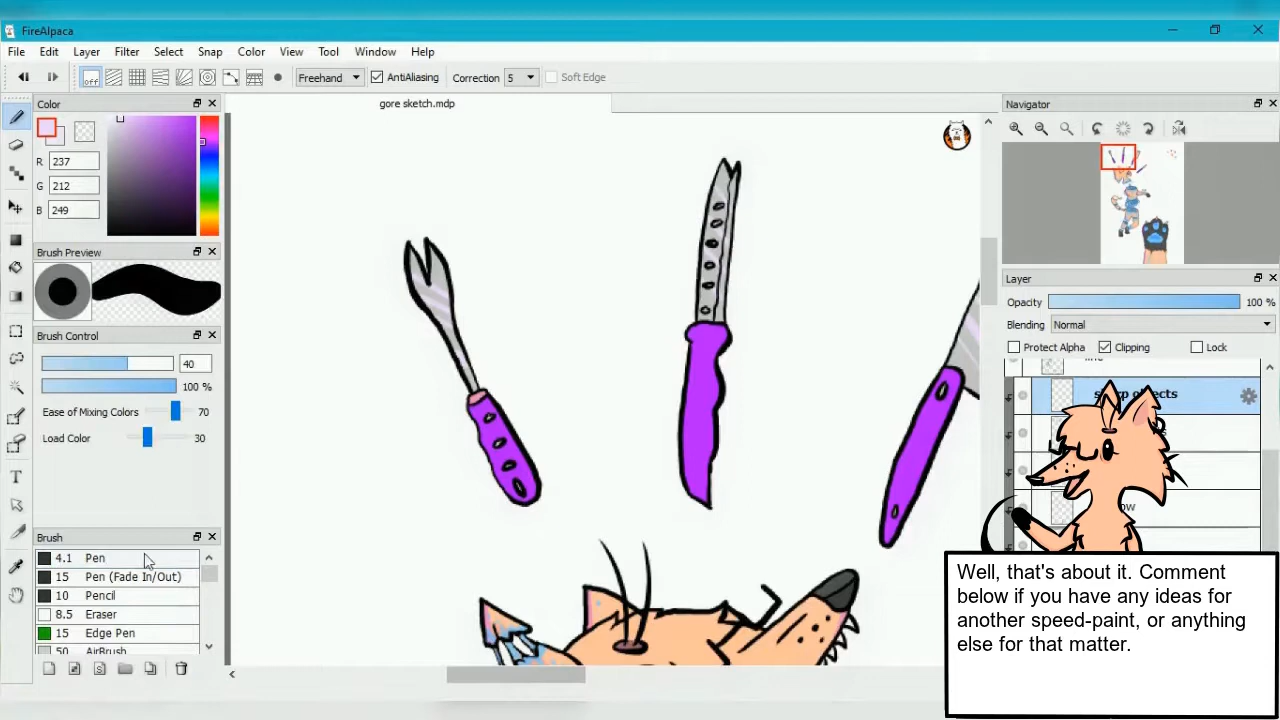 FireAlpaca
File Edit Layer Filter Select Snap Color View Tool Window Help
off Freehand AntiAliasing Correction 5 Soft Edge
gore sketch.mdp
Color
R 237
G 212
B 249
Brush Preview
Brush Control
40
100 %
Ease of Mixing Colors 70
Load Color 30
Brush
4.1 Pen
15 Pen (Fade In/Out)
10 Pencil
8.5 Eraser
15 Edge Pen
50 AirBrush
Navigator
Layer
Opacity 100 %
Blending Normal
Protect Alpha Clipping Lock
Well, that's about it. Comment
below if you have any ideas for
another speed-paint, or anything
else for that matter.